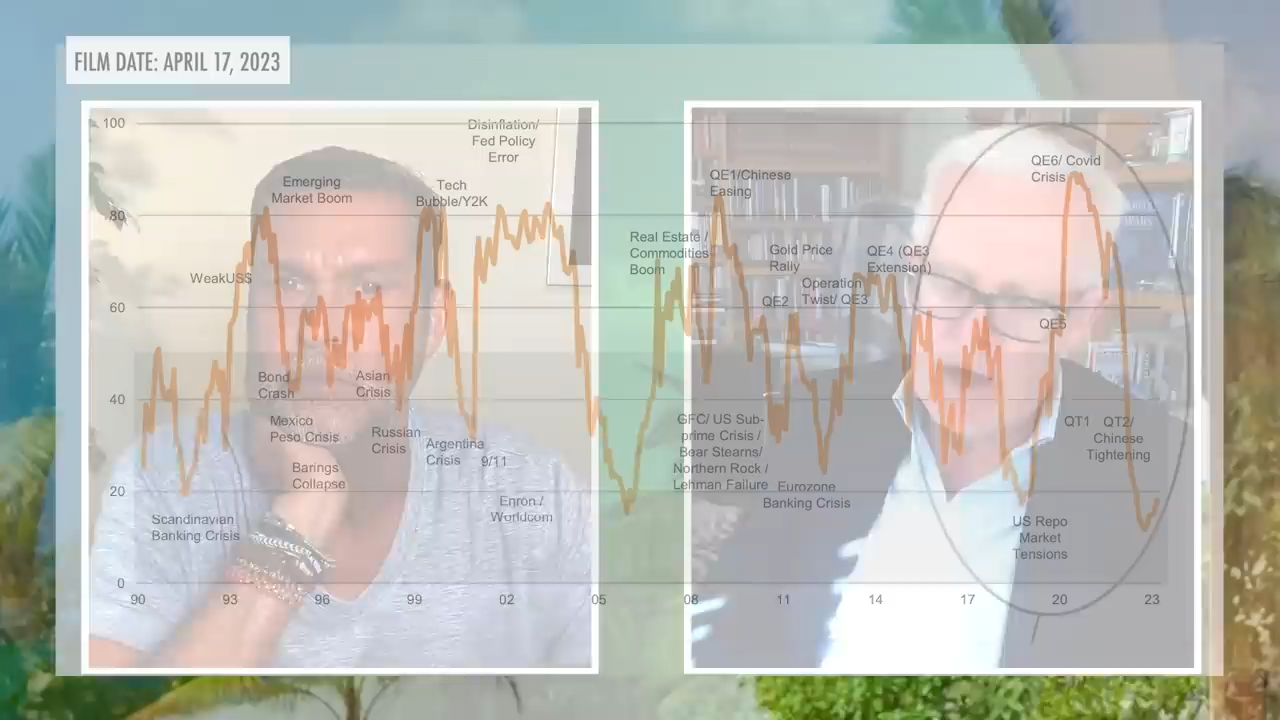 FILM DATE: APRIL 17, 2023
100
80
60
40
20
0
90
93
96
99
02
05
08
11
14
17
20
23
WeakUS$
Emerging
Market Boom
Tech
Bubble/Y2K
Disinflation/
Fed Policy
Error
Real Estate /
Commodities
Boom
QE1/Chinese
Easing
Gold Price
Rally
QE2
Operation
Twist/ QE3
QE4 (QE3
Extension)
QE5
QE6/ Covid
Crisis
Scandinavian
Banking Crisis
Bond
Crash
Mexico
Peso Crisis
Barings
Collapse
Asian
Crisis
Russian
Crisis
Argentina
Crisis
9/11
Enron /
Worldcom
GFC/ US Sub-
prime Crisis /
Bear Stearns/
Northern Rock /
Lehman Failure
Eurozone
Banking Crisis
US Repo
Market
Tensions
QT1
QT2/
Chinese
Tightening
WARS